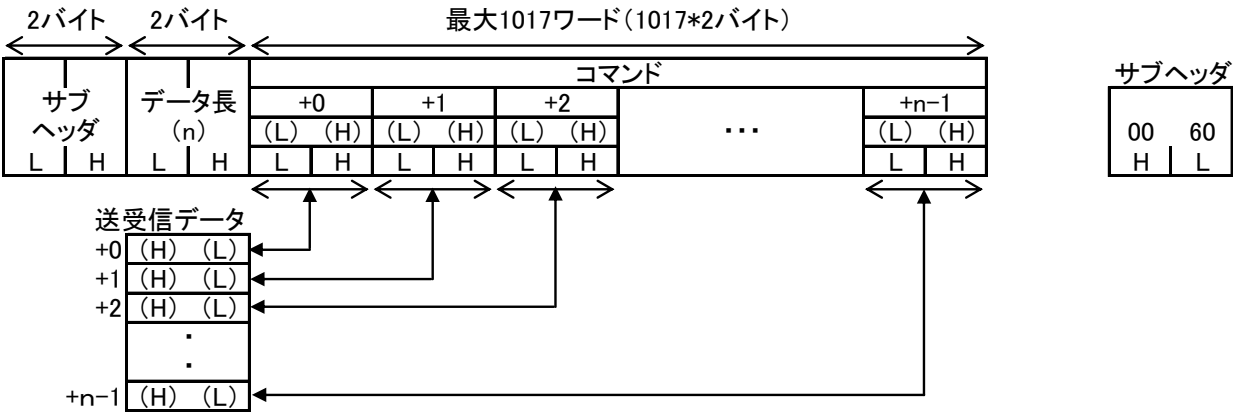 2バイト 2バイト 最大1017ワード(1017*2バイト)
コマンド サブヘッダ
サブ
ヘッダ データ長
(n) +0 +1 +2 +n-1
(L) (H) (L) (H) (L) (H) ・・・ (L) (H) 00 60
L H L H L H L H L H L H H L
送受信データ
+0 (H) (L)
+1 (H) (L)
+2 (H) (L)
・
・
+n-1 (H) (L)